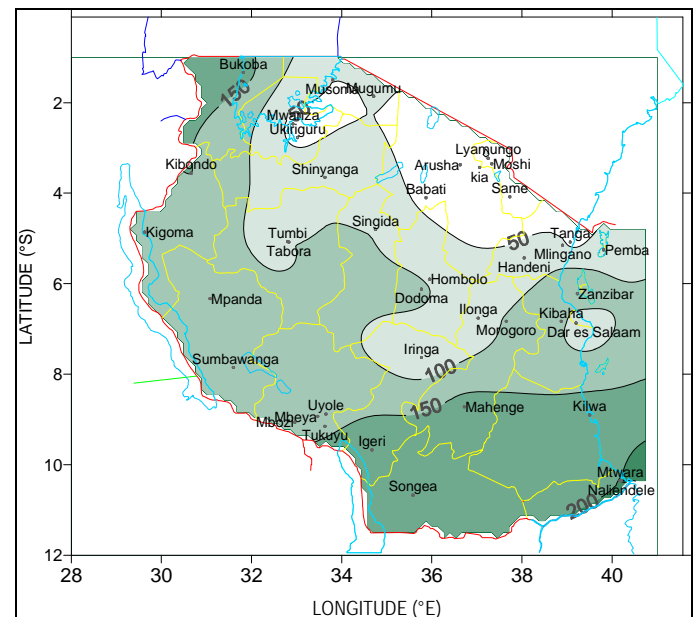 Bukoba
150
Musoma
Mugumu
50
Mwanza
Ukiriguru
Lyamungo
Kibondo
Arusha
Moshi
kia
Shinyanga
Babati
Same
Singida
Kigoma
Tumbi
Tabora
50
Tanga
Mlingano
Pemba
Handeni
Hombolo
Dodoma
Mpanda
Zanzibar
Ilonga
Morogoro
Kibaha
Dar es Salaam
Iringa
Sumbawanga
100
150
Mahenge
Kilwa
Uyole
Mbeya
Mbozi
Tukuyu
Igeri
Mtwara
Songea
Naliendele
200
2
4
6
8
10
12
LATITUDE (°S)
28 30 32 34 36 38 40
LONGITUDE (°E)